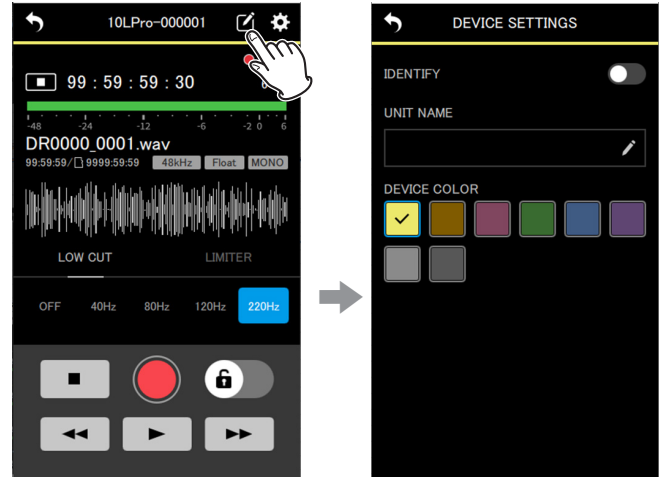 10LPro-000001
99 : 59 : 59 : 30
-48 -24 -12 -6 -2 0 6
DR0000_0001.wav
99:59:59/ 9999:59:59 48kHz Float MONO
LOW CUT LIMITER
OFF 40Hz 80Hz 120Hz 220Hz
DEVICE SETTINGS
IDENTIFY
UNIT NAME
DEVICE COLOR